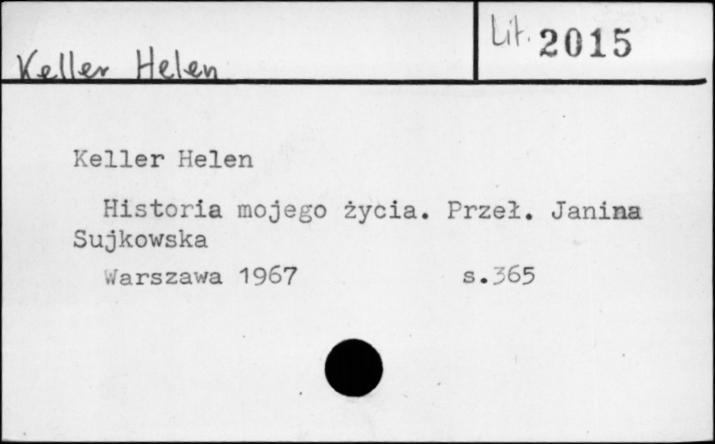 Keller Helen
Lit. 2015
Keller Helen
Historia mojego życia. Przeł. Janina
Sujkowska
Warszawa 1967 s.365